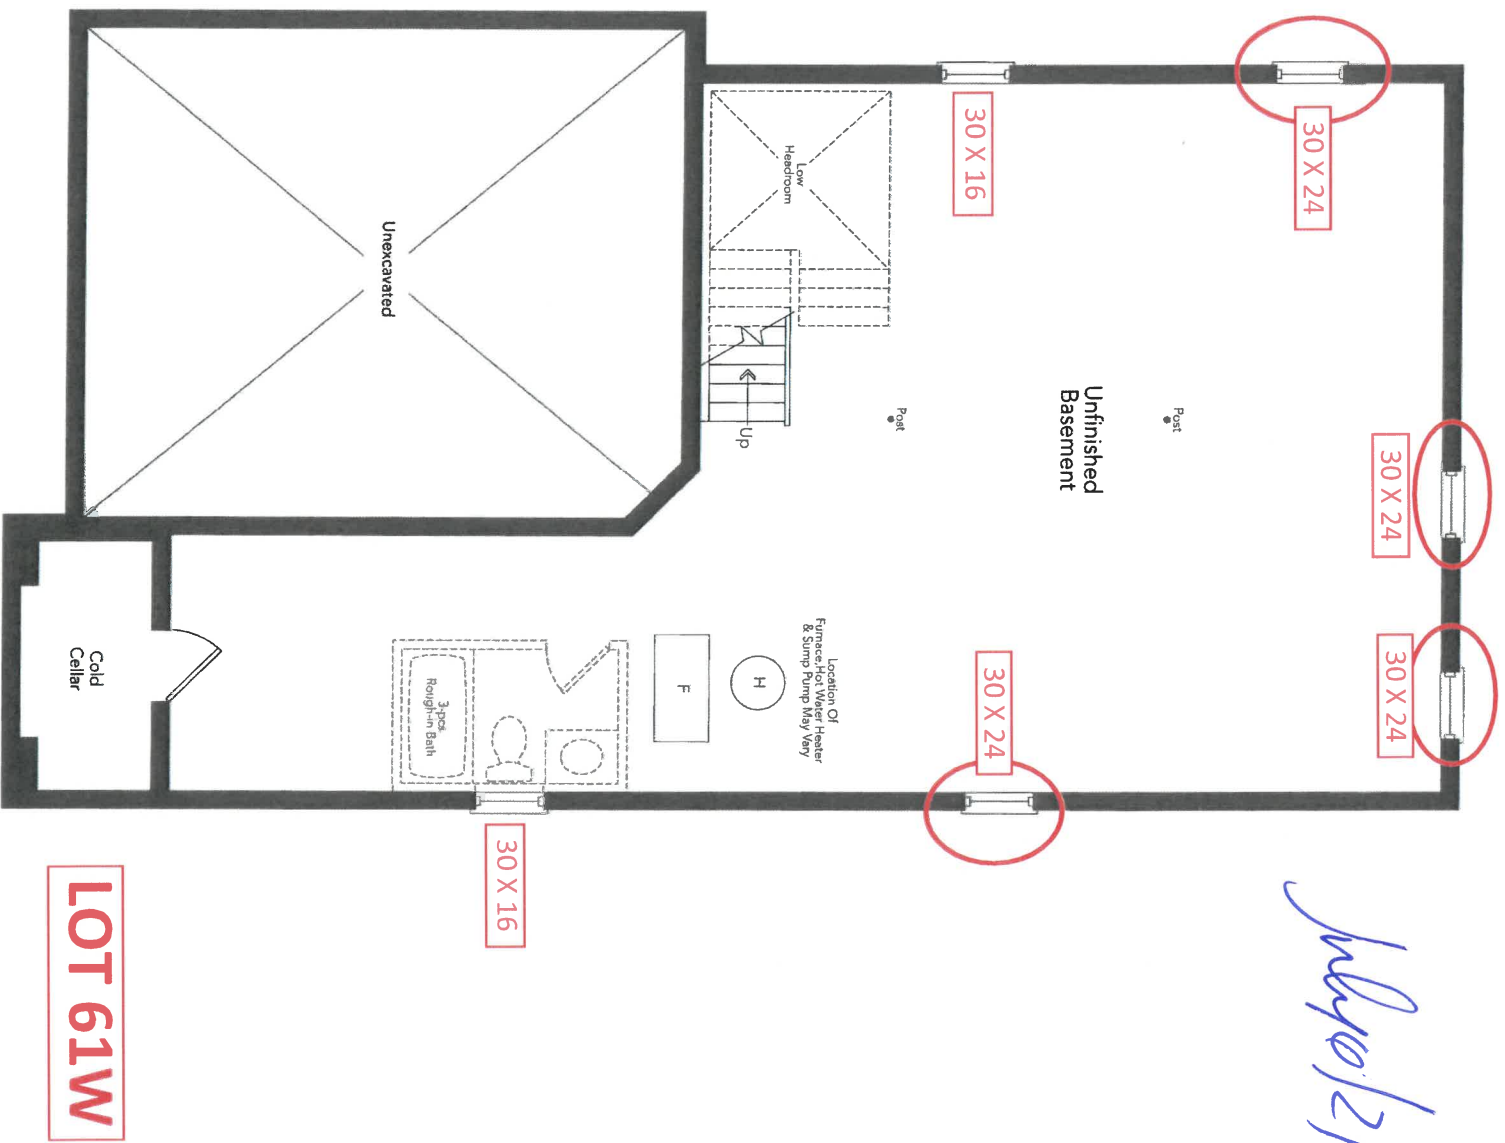 30 X 16
30 X 24
Low
Headroom
Unexcavated
Up
Post
Unfinished
Basement
Post
30 X 24
30 X 24
Location Of
Furnace,Hot Water Heater
& Sump Pump May Vary
H
F
30 X 24
3-pcs
Rough-in Bath
Cold
Cellar
30 X 16
LOT 61W